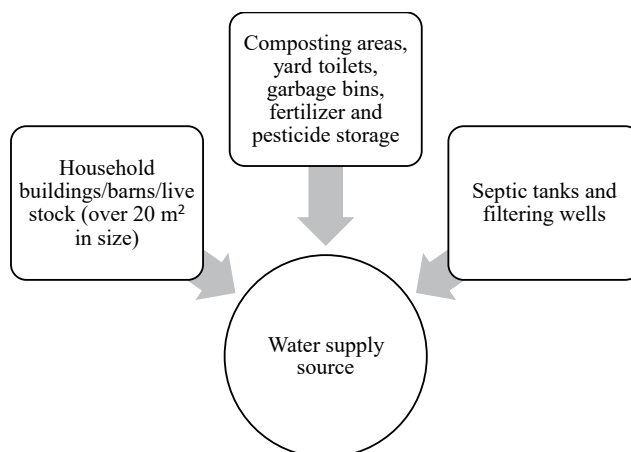 Composting areas,
yard toilets,
garbage bins,
fertilizer and
pesticide storage
Household
buildings/barns/live
stock (over 20 m²
in size)
Septic tanks and
filtering wells
Water supply
source